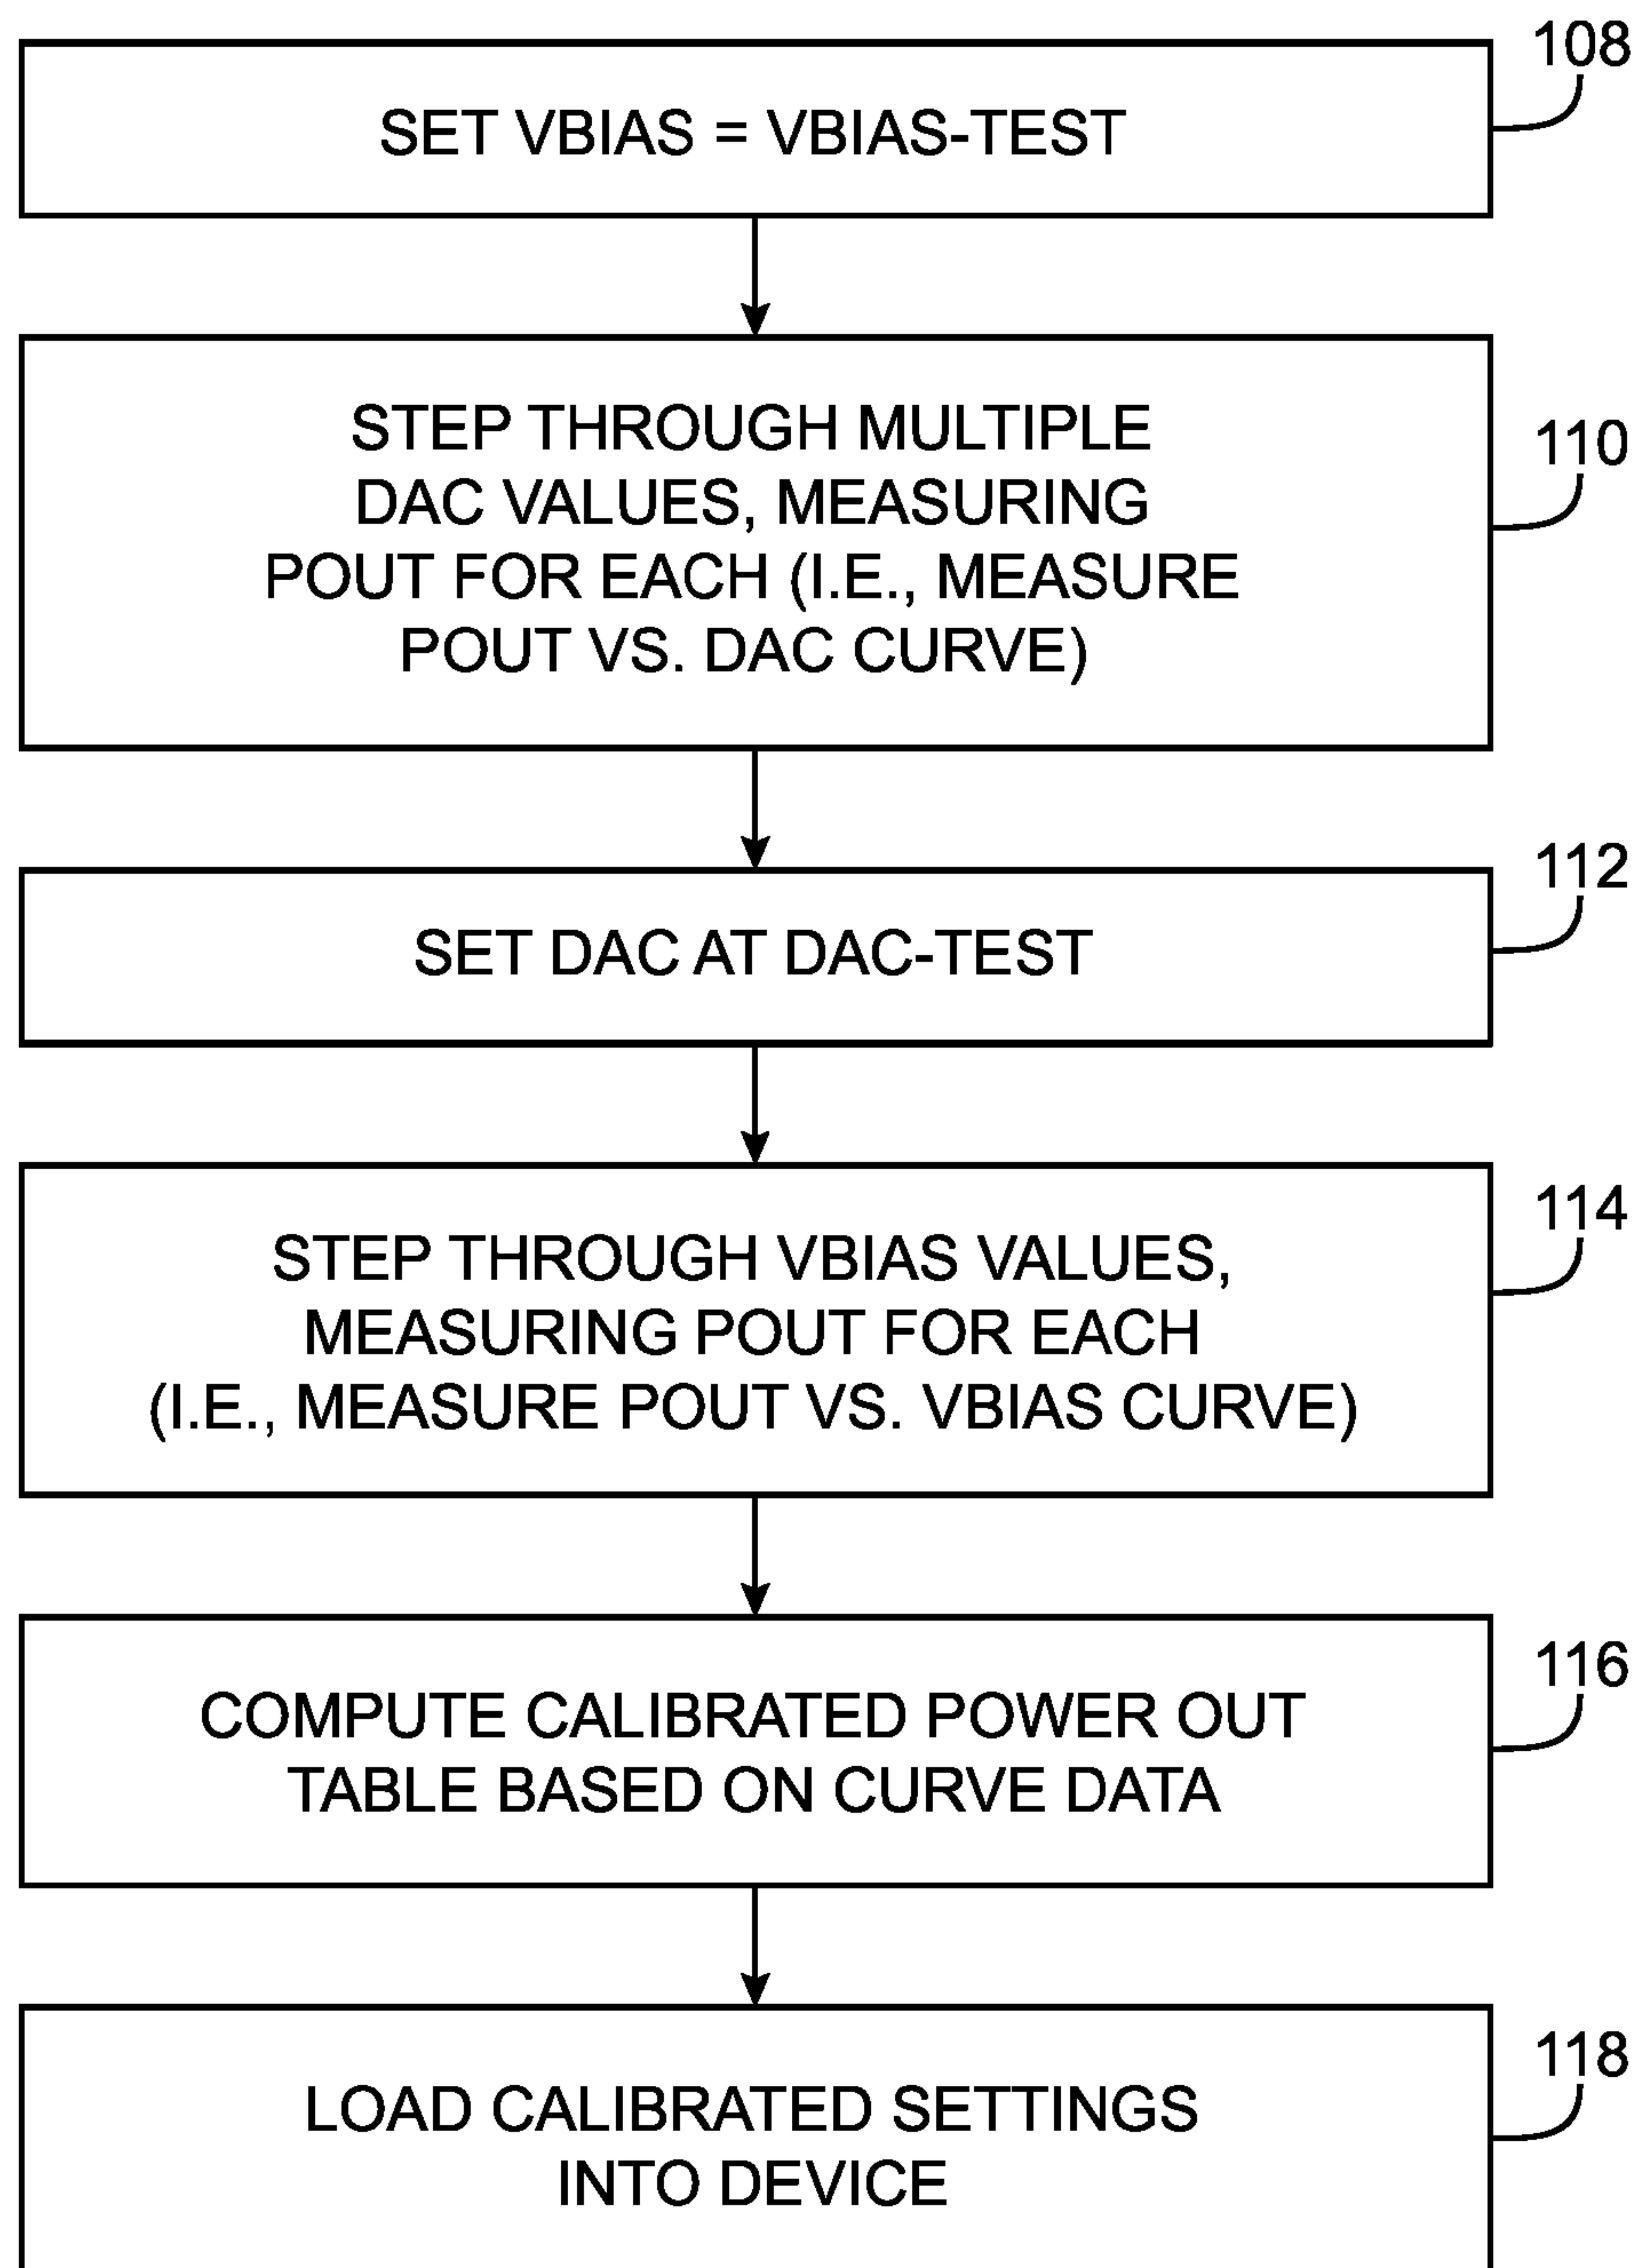 108
SET VBIAS = VBIAS-TEST
110
STEP THROUGH MULTIPLE
DAC VALUES, MEASURING
POUT FOR EACH (I.E., MEASURE
POUT VS. DAC CURVE)
112
SET DAC AT DAC-TEST
114
STEP THROUGH VBIAS VALUES,
MEASURING POUT FOR EACH
(I.E., MEASURE POUT VS. VBIAS CURVE)
116
COMPUTE CALIBRATED POWER OUT
TABLE BASED ON CURVE DATA
118
LOAD CALIBRATED SETTINGS
INTO DEVICE